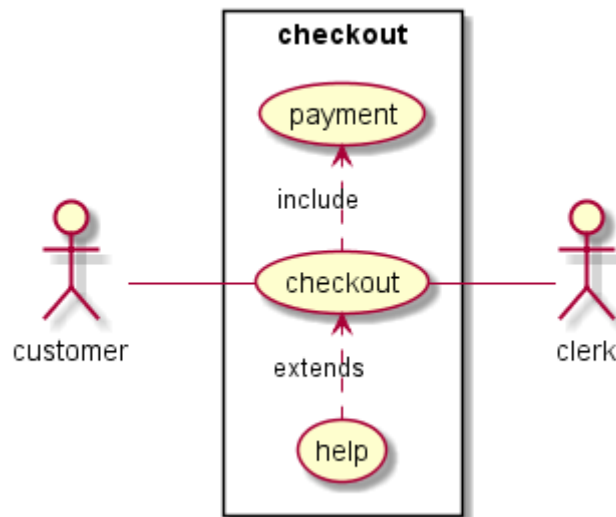 checkout
payment
include
checkout
customer
clerk
extends
help